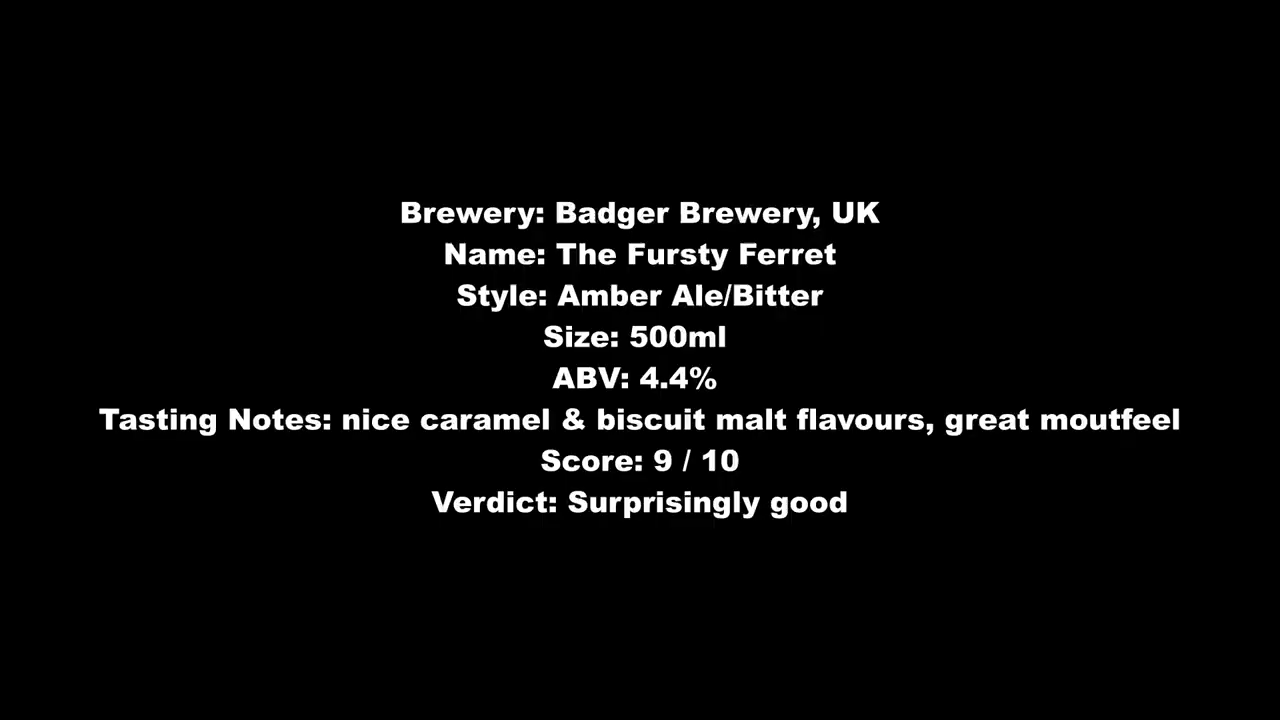 Brewery: Badger Brewery, UK
Name: The Fursty Ferret
Style: Amber Ale/Bitter
Size: 500ml
ABV: 4.4%
Tasting Notes: nice caramel & biscuit malt flavours, great moutfeel
Score: 9 / 10
Verdict: Surprisingly good